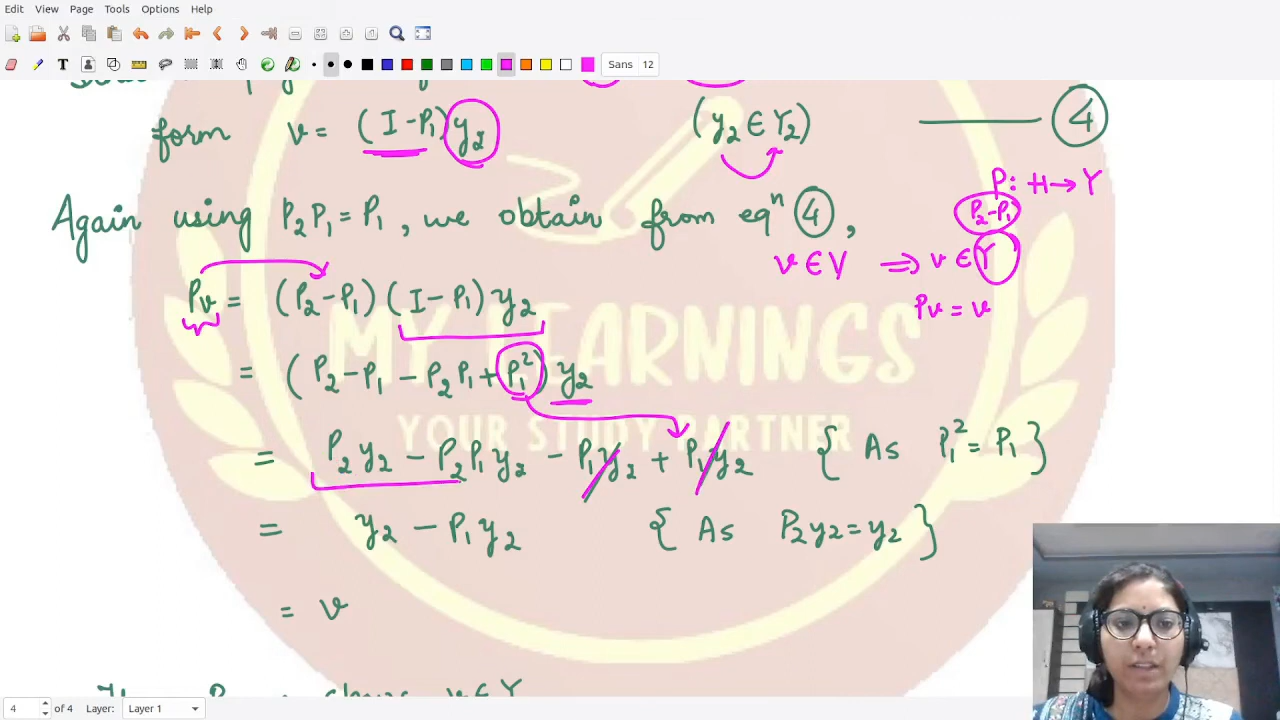 Edit View Page Tools Options Help
Sans 12
form v = (I-P₁)y₂ (y₂ ∈ Y₂) ④
P: H → Y
Again using P₂P₁ = P₁, we obtain from eqⁿ ④,
P₂-P₁
v ∈ V ⇒ v ∈ Y
Pv = v
Pv = (P₂-P₁)(I-P₁)y₂
= (P₂-P₁-P₂P₁+P₁²)y₂
= P₂y₂ - P₂P₁y₂ - P₁y₂ + P₁y₂ { As P₁² = P₁ }
= y₂ - P₁y₂ { As P₂y₂ = y₂ }
= v
MY LEARNINGS
YOUR STUDY PARTNER
4 of 4 Layer: Layer 1